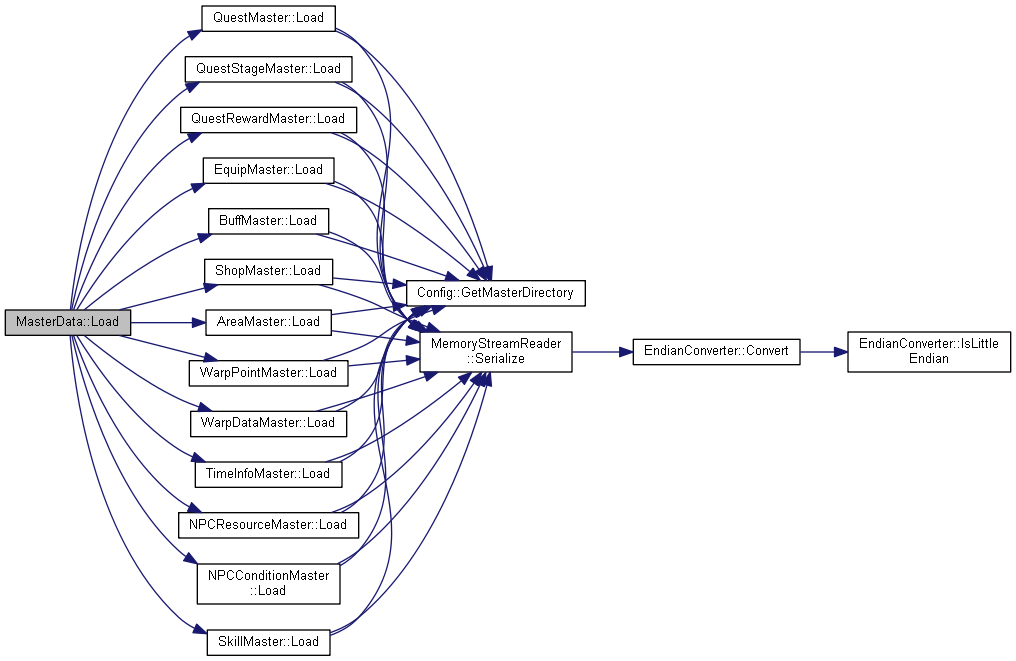 QuestMaster::Load
QuestStageMaster::Load
QuestRewardMaster::Load
EquipMaster::Load
BuffMaster::Load
ShopMaster::Load
MasterData::Load
AreaMaster::Load
WarpPointMaster::Load
WarpDataMaster::Load
TimeInfoMaster::Load
NPCResourceMaster::Load
NPCConditionMaster
::Load
SkillMaster::Load
Config::GetMasterDirectory
MemoryStreamReader
::Serialize
EndianConverter::Convert
EndianConverter::IsLittle
Endian